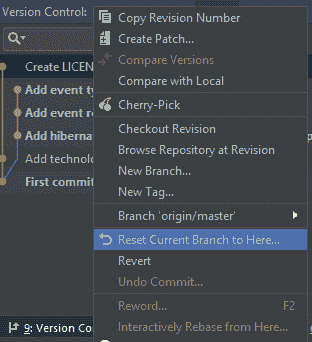 Version Control:
Create LICEN
Add event ty
Add event re
Add hiberna
Add technolo
First commit
Copy Revision Number
Create Patch...
Compare Versions
Compare with Local
Cherry-Pick
Checkout Revision
Browse Repository at Revision
New Branch...
New Tag...
Branch 'origin/master'
Reset Current Branch to Here...
Revert
Undo Commit...
Reword... F2
Interactively Rebase from Here...
9: Version Co